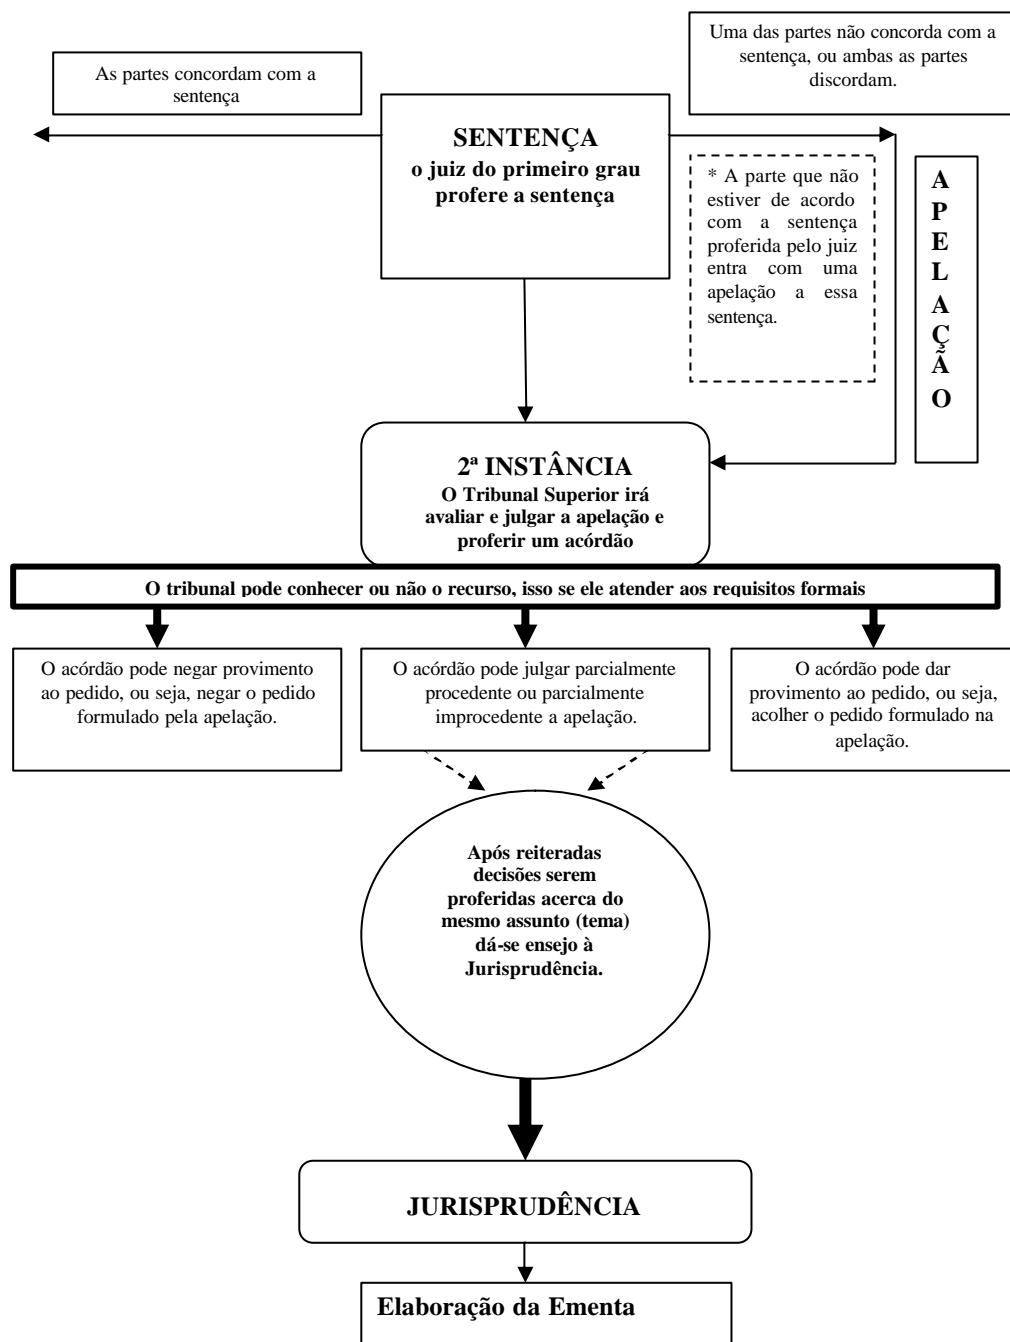 Uma das partes não concorda com a
sentença, ou ambas as partes
discordam.
As partes concordam com a
sentença
SENTENÇA
o juiz do primeiro grau
profere a sentença
* A parte que não
estiver de acordo
com a sentença
proferida pelo juiz
entra com uma
apelação a essa
sentença.
A
P
E
L
A
Ç
Ã
O
2ª INSTÂNCIA
O Tribunal Superior irá
avaliar e julgar a apelação e
proferir um acórdão
O tribunal pode conhecer ou não o recurso, isso se ele atender aos requisitos formais
O acórdão pode negar provimento
ao pedido, ou seja, negar o pedido
formulado pela apelação.
O acórdão pode julgar parcialmente
procedente ou parcialmente
improcedente a apelação.
O acórdão pode dar
provimento ao pedido, ou seja,
acolher o pedido formulado na
apelação.
Após reiteradas
decisões serem
proferidas acerca do
mesmo assunto (tema)
dá-se ensejo à
Jurisprudência.
JURISPRUDÊNCIA
Elaboração da Ementa